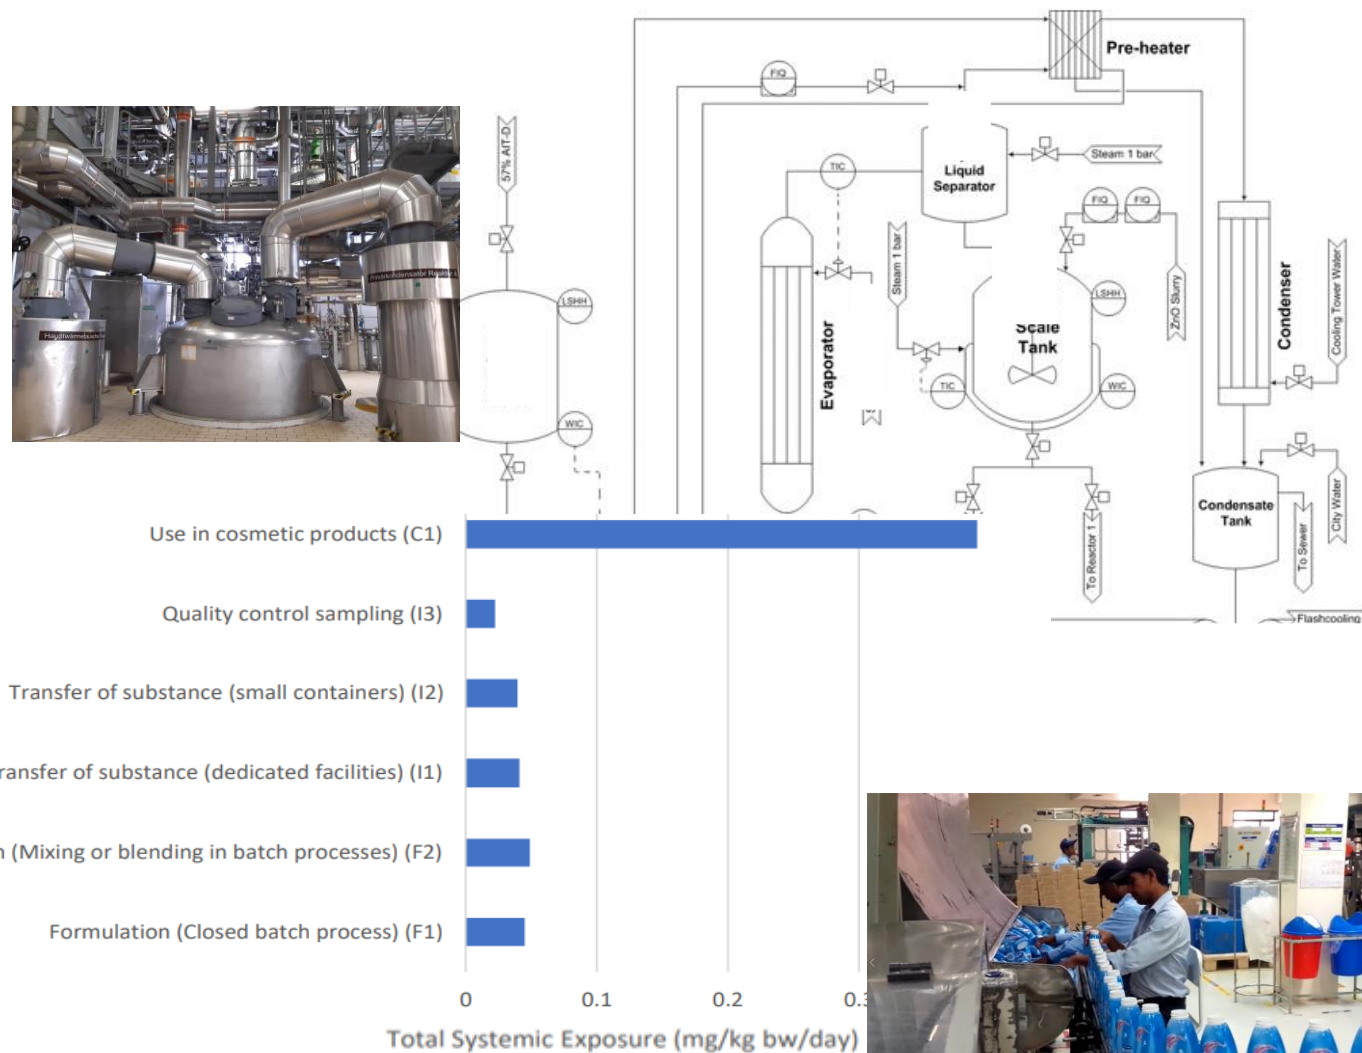 Pre-heater
FIQ
57% AIT-D
Steam 1 bar
TIC
Liquid
Separator
FIQ
FIQ
Steam 1 bar
ZnO Slurry
Cooling Tower Water
LSHH
LSHH
Scale
Tank
Condenser
Evaporator
TIC
WIC
WIC
Condensate
Tank
City Water
To Sewer
To Reactor 1
Flashcooling
Use in cosmetic products (C1)
Quality control sampling (I3)
Transfer of substance (small containers) (I2)
ransfer of substance (dedicated facilities) (I1)
n (Mixing or blending in batch processes) (F2)
Formulation (Closed batch process) (F1)
0
0.1
0.2
0.3
Total Systemic Exposure (mg/kg bw/day)